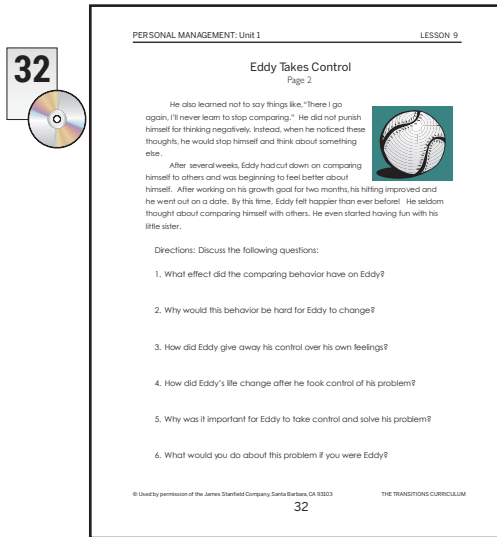 32
PERSONAL MANAGEMENT: Unit 1 LESSON 9
Eddy Takes Control
Page 2
He also learned not to say things like, "There I go
again, I'll never learn to stop comparing." He did not punish
himself for thinking negatively. Instead, when he noticed these
thoughts, he would stop himself and think about something
else.
After several weeks, Eddy had cut down on comparing
himself to others and was beginning to feel better about
himself. After working on his growth goal for two months, his hitting improved and
he went out on a date. By this time, Eddy felt happier than ever before! He seldom
thought about comparing himself with others. He even started having fun with his
little sister.
Directions: Discuss the following questions:
1. What effect did the comparing behavior have on Eddy?
2. Why would this behavior be hard for Eddy to change?
3. How did Eddy give away his control over his own feelings?
4. How did Eddy's life change after he took control of his problem?
5. Why was it important for Eddy to take control and solve his problem?
6. What would you do about this problem if you were Eddy?
© Used by permission of the James Stanfield Company, Santa Barbara, CA 93103 THE TRANSITIONS CURRICULUM
32